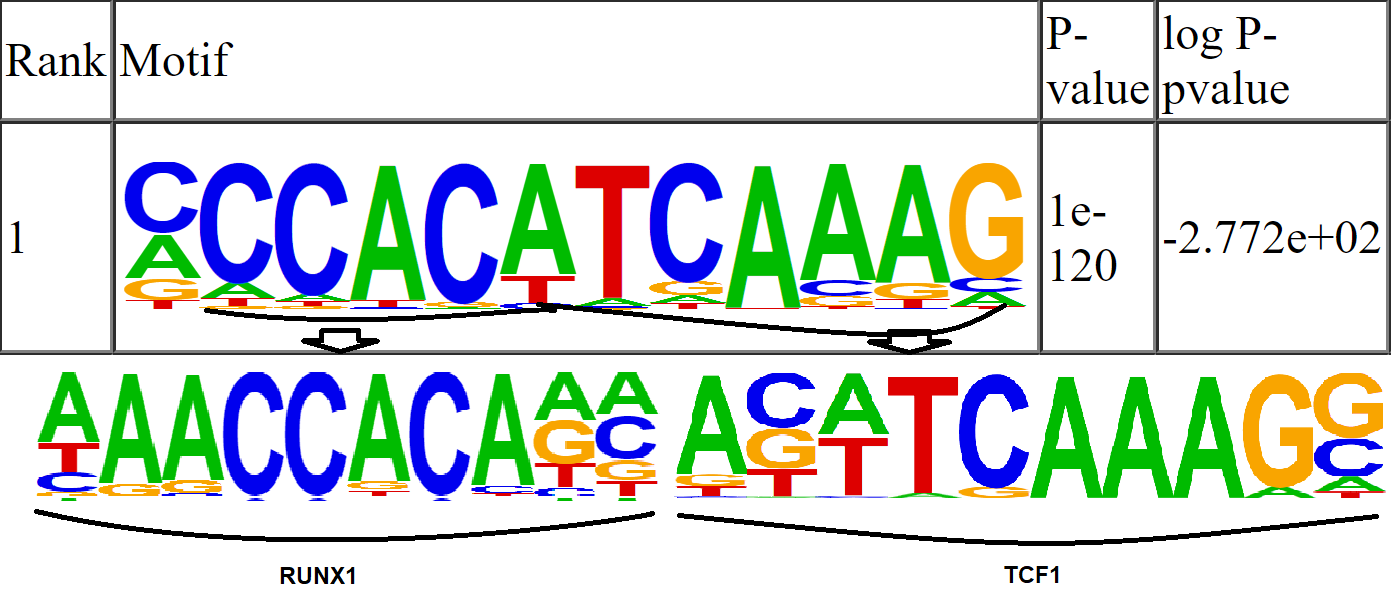 Rank Motif P-value log P-pvalue
1 CCCACATCAAAG 1e-120 -2.772e+02
AAACCACAAA ACATCAAAGG
RUNX1 TCF1